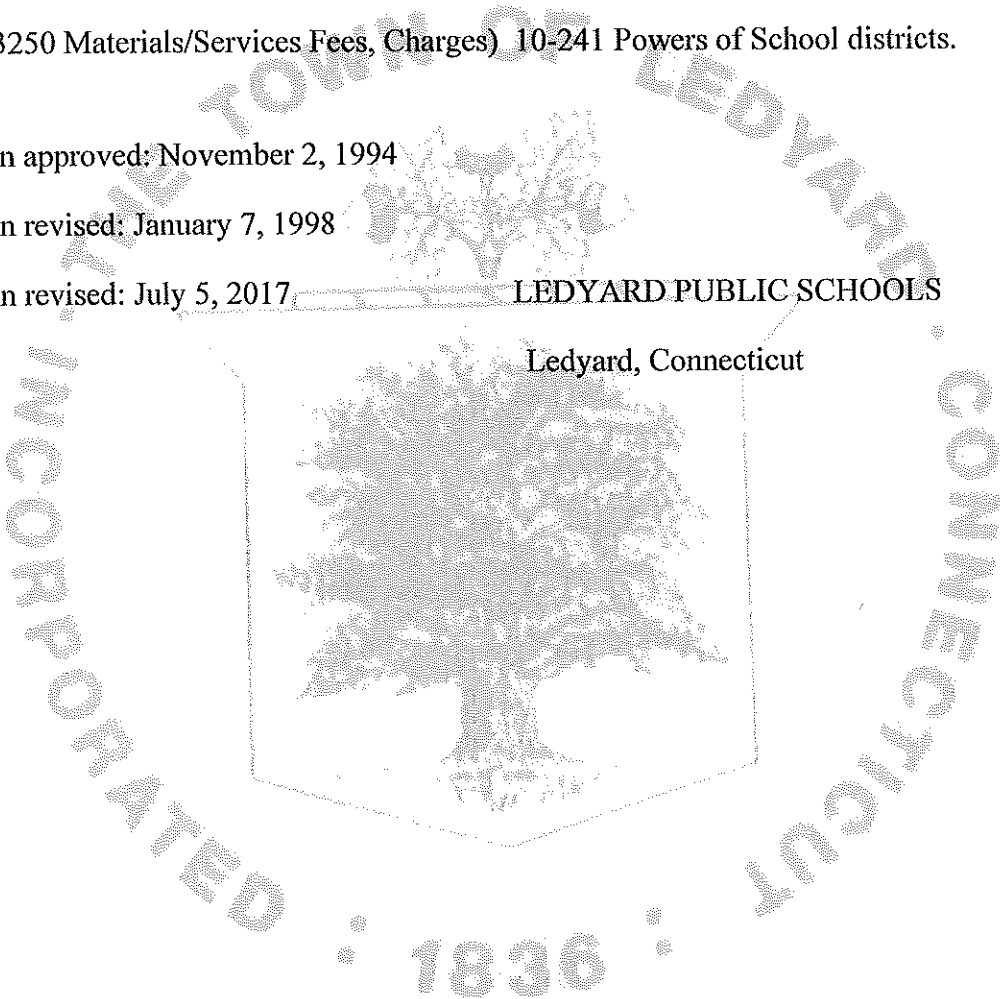 3250 Materials/Services Fees, Charges) 10-241 Powers of School districts.
n approved: November 2, 1994
n revised: January 7, 1998
n revised: July 5, 2017
LEDYARD PUBLIC SCHOOLS
Ledyard, Connecticut
· THE TOWN OF LEDYARD · CONNECTICUT
INCORPORATED : 1836 :